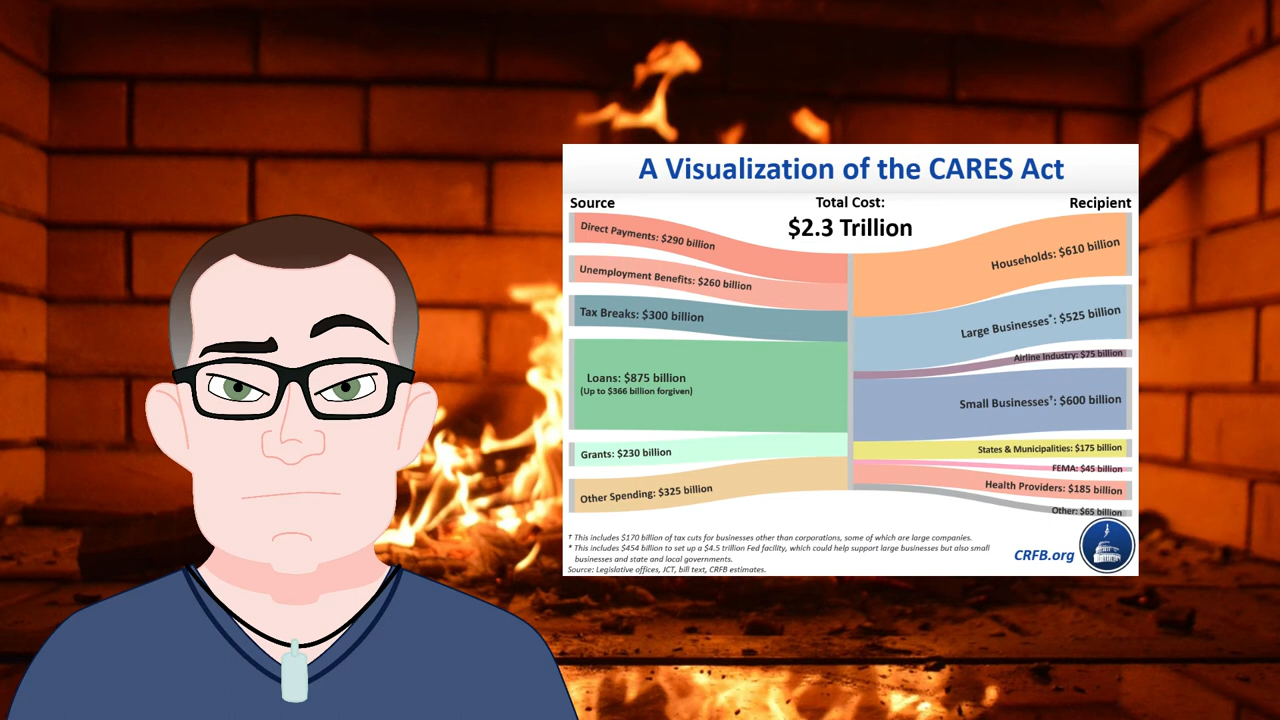 A Visualization of the CARES Act
Source
Total Cost:
Recipient
$2.3 Trillion
Direct Payments: $290 billion
Unemployment Benefits: $260 billion
Tax Breaks: $300 billion
Loans: $875 billion
(Up to $366 billion forgiven)
Grants: $230 billion
Other Spending: $325 billion
Households: $610 billion
Large Businesses*: $525 billion
Airline Industry: $75 billion
Small Businesses†: $600 billion
States & Municipalities: $175 billion
FEMA: $45 billion
Health Providers: $185 billion
Other: $65 billion
† This includes $170 billion of tax cuts for businesses other than corporations, some of which are large companies.
* This includes $454 billion to set up a $4.5 trillion Fed facility, which could help support large businesses but also small
businesses and state and local governments.
Source: Legislative offices, JCT, bill text, CRFB estimates.
CRFB.org